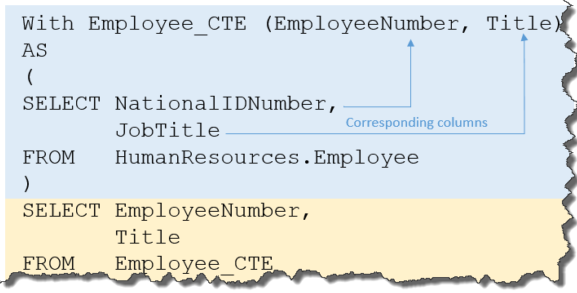 With Employee_CTE (EmployeeNumber, Title)
AS
(
SELECT NationalIDNumber,
JobTitle
Corresponding columns
FROM HumanResources.Employee
)
SELECT EmployeeNumber,
Title
FROM Employee_CTE